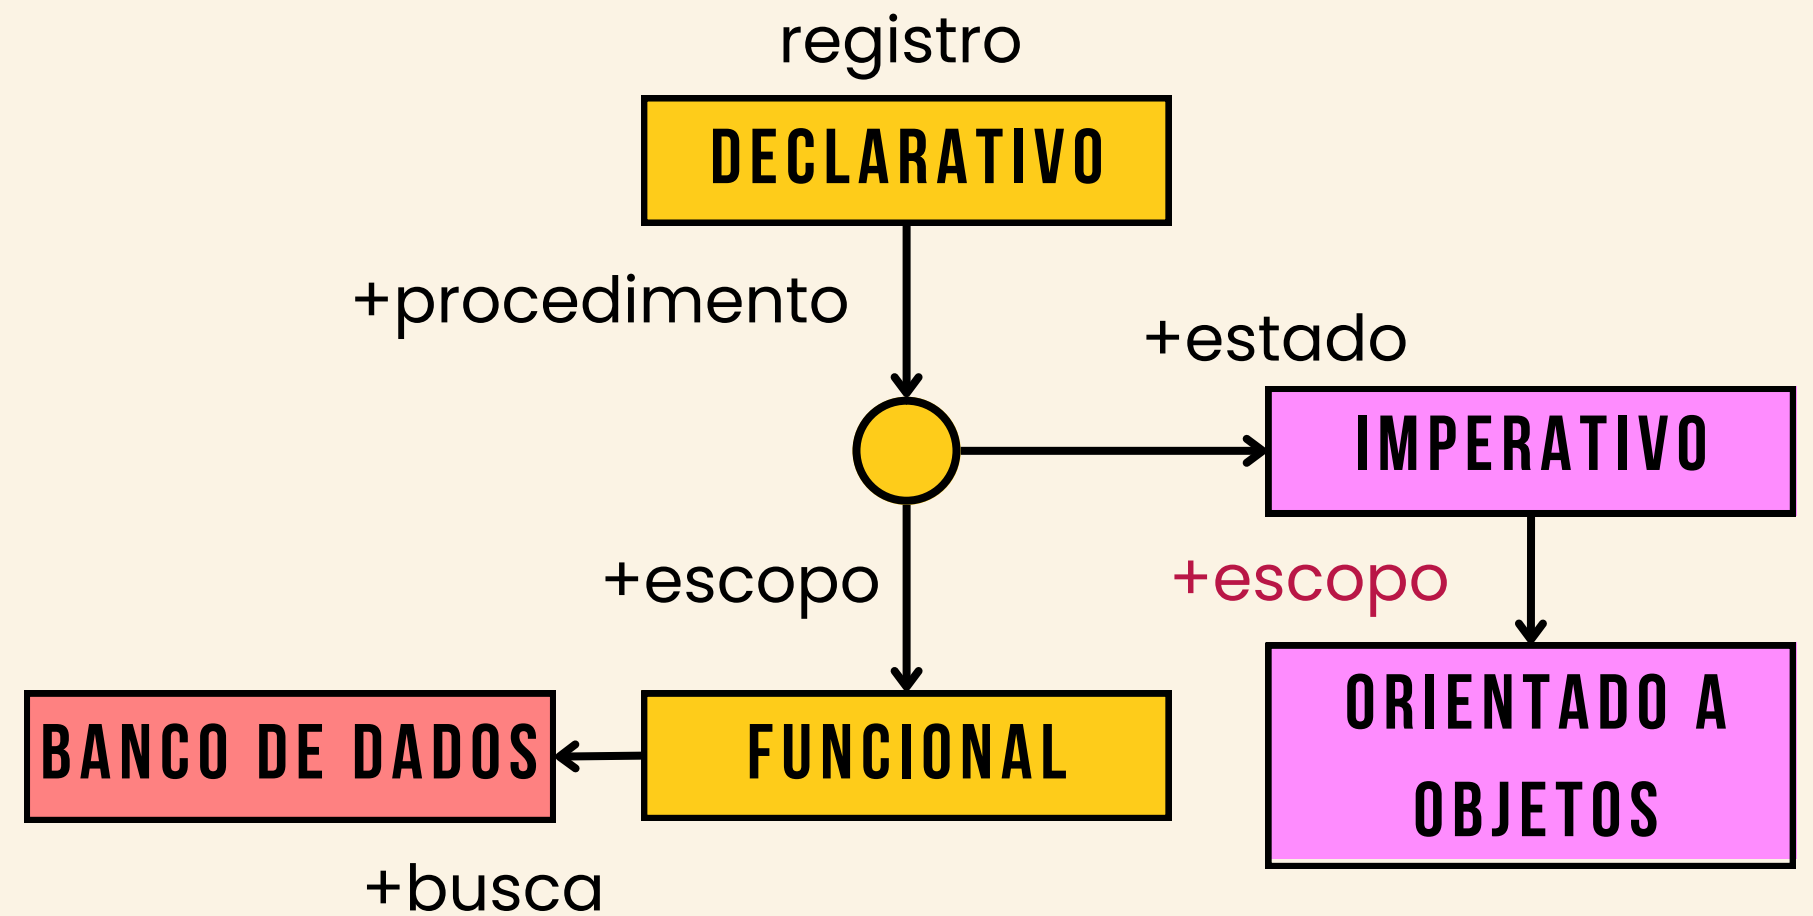 registro
DECLARATIVO
+procedimento
+estado
IMPERATIVO
+escopo
+escopo
ORIENTADO A
OBJETOS
BANCO DE DADOS
FUNCIONAL
+busca